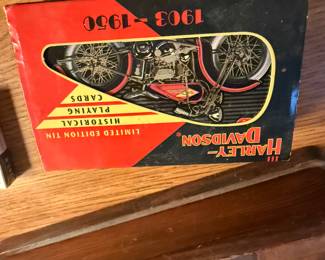 HARLEY-
DAVIDSON®
LIMITED EDITION TIN
HISTORICAL
PLAYING
CARDS
1903 - 1950